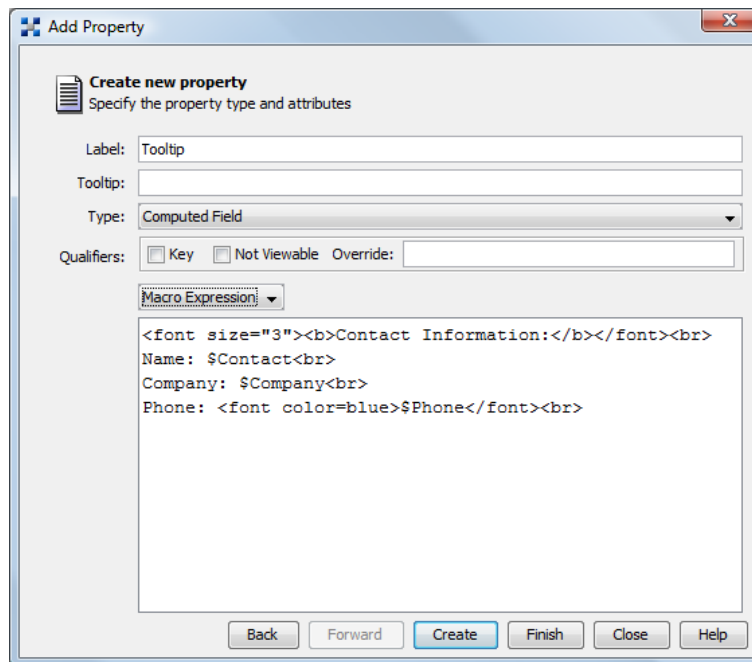 Add Property
Create new property
Specify the property type and attributes
Label: Tooltip
Tooltip:
Type: Computed Field
Qualifiers: Key Not Viewable Override:
Macro Expression
<font size="3"><b>Contact Information:</b></font><br>
Name: $Contact<br>
Company: $Company<br>
Phone: <font color=blue>$Phone</font><br>
Back Forward Create Finish Close Help